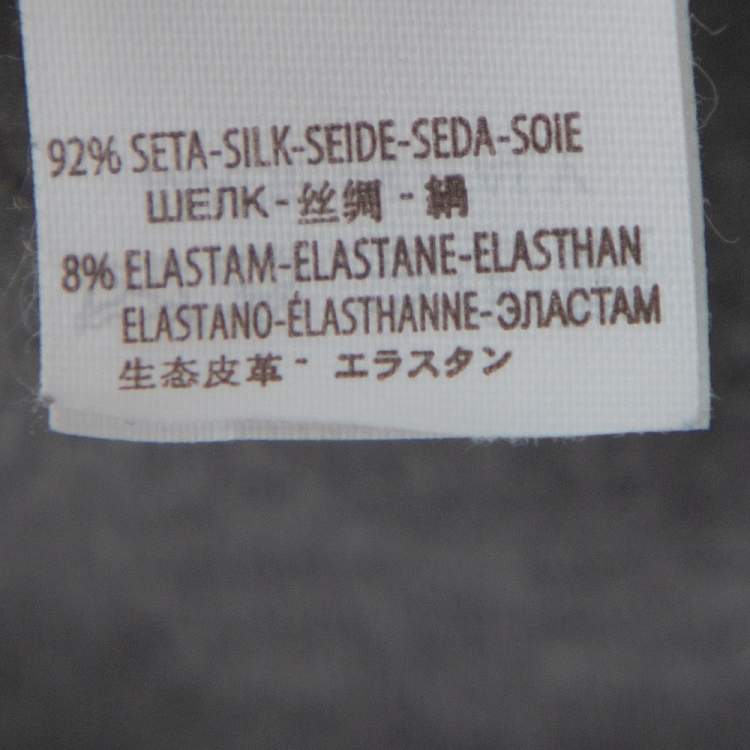 92% SETA-SILK-SEIDE-SEDA-SOIE
ШЕЛК-丝绸-絹
8% ELASTAM-ELASTANE-ELASTHAN
ELASTANO-ÉLASTHANNE-ЭЛАСТАМ
生态皮革- エラスタン